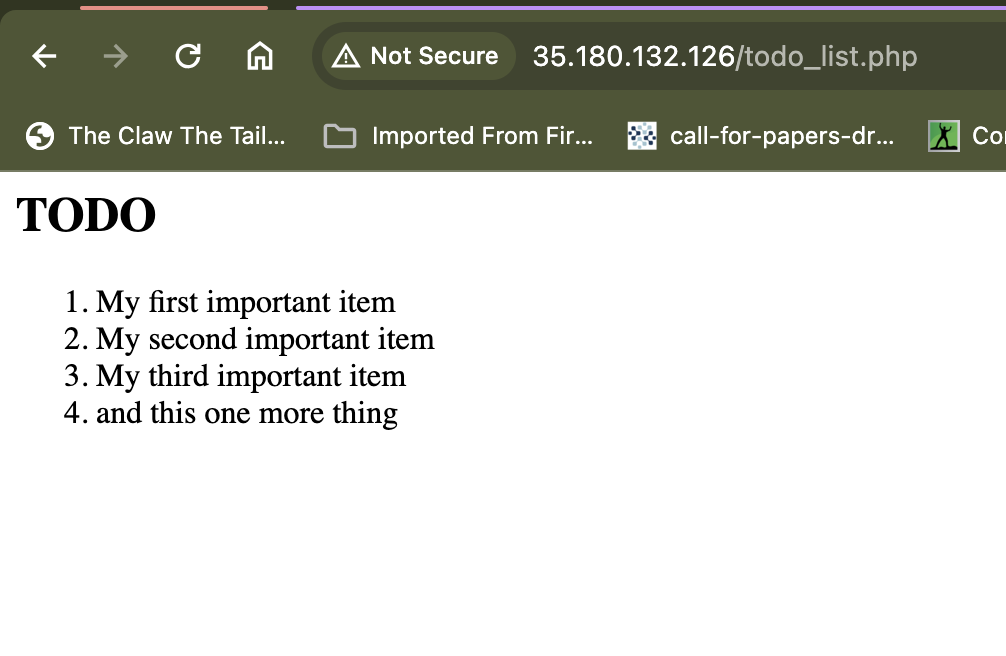 Not Secure 35.180.132.126/todo_list.php
The Claw The Tail... Imported From Fir... call-for-papers-dr...
TODO
1. My first important item
2. My second important item
3. My third important item
4. and this one more thing